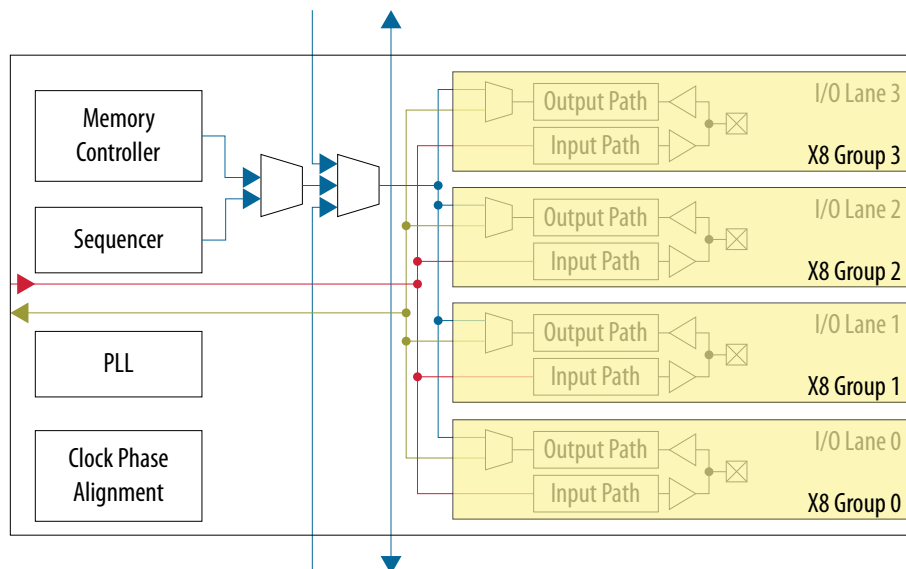 Memory
Controller
Sequencer
PLL
Clock Phase
Alignment
Output Path
I/O Lane 3
Input Path
X8 Group 3
Output Path
I/O Lane 2
Input Path
X8 Group 2
Output Path
I/O Lane 1
Input Path
X8 Group 1
Output Path
I/O Lane 0
Input Path
X8 Group 0